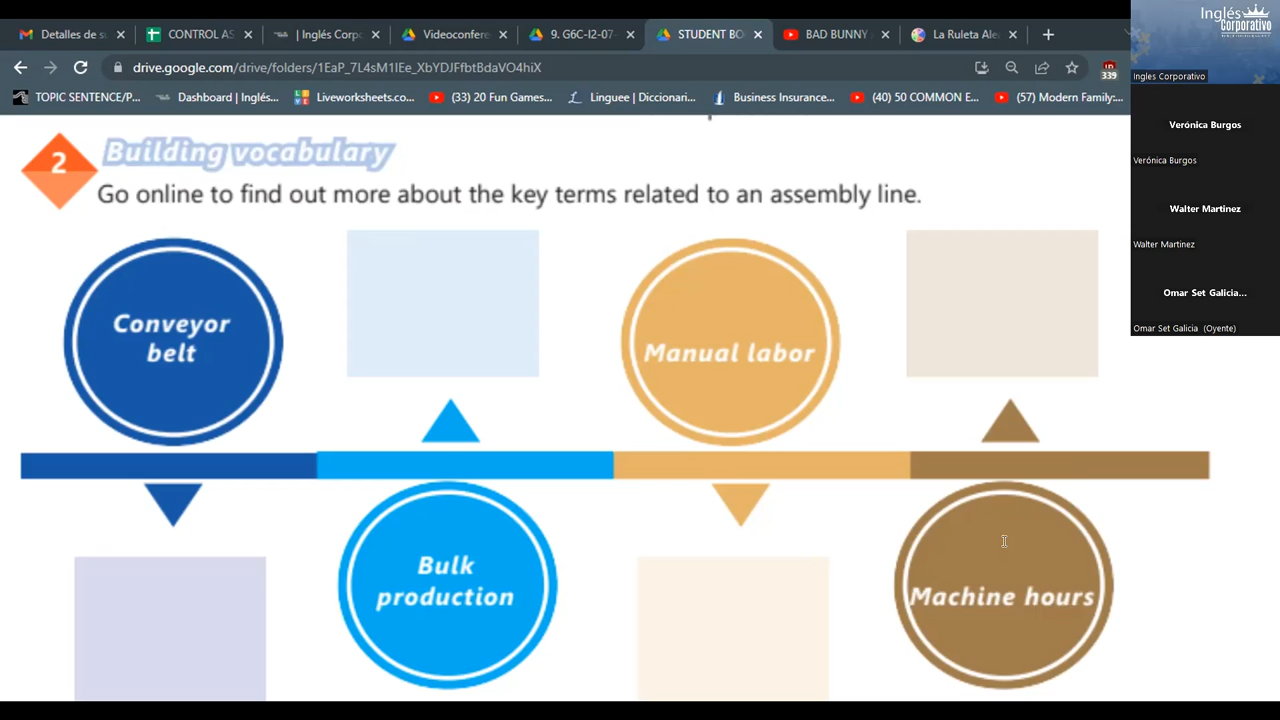 Detalles de su
CONTROL AS
| Inglés Corpo
Videoconfere
9. G6C-I2-07-
STUDENT BO
BAD BUNNY
La Ruleta Alea
drive.google.com/drive/folders/1EaP_7L4sM1IEe_XbYDJFfbtBdaVO4hiX
339
TOPIC SENTENCE/P...
Dashboard | Inglés...
Liveworksheets.co...
(33) 20 Fun Games...
Linguee | Diccionari...
Business Insurance...
(40) 50 COMMON E...
(57) Modern Family:...
Inglés
Corporativo
Ingles Corporativo
Verónica Burgos
Verónica Burgos
Walter Martinez
Walter Martinez
Omar Set Galicia...
Omar Set Galicia (Oyente)
2
Building vocabulary
Go online to find out more about the key terms related to an assembly line.
Conveyor
belt
Manual labor
Bulk
production
Machine hours